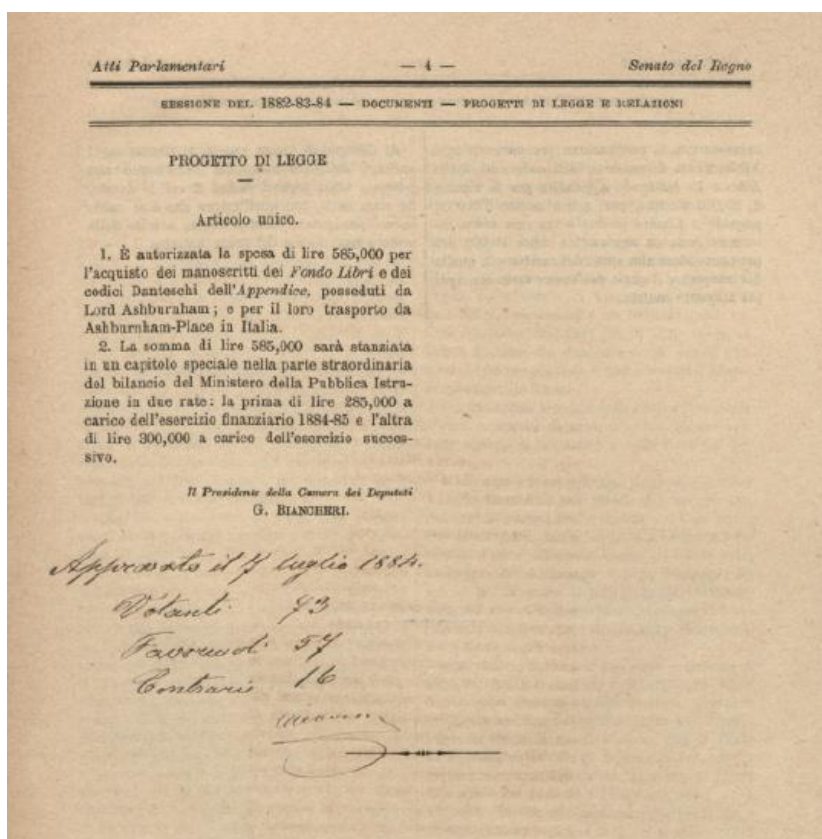 Atti Parlamentari — 4 — Senato del Regno
SESSIONE DEL 1882-83-84 — DOCUMENTI — PROGETTI DI LEGGE E RELAZIONI
PROGETTO DI LEGGE
Articolo unico.
1. È autorizzata la spesa di lire 585,000 per
l'acquisto dei manoscritti del Fondo Libri e dei
codici Danteschi dell'Appendice, posseduti da
Lord Ashburnham; e per il loro trasporto da
Ashburnham-Place in Italia.
2. La somma di lire 585,000 sarà stanziata
in un capitolo speciale nella parte straordinaria
del bilancio del Ministero della Pubblica Istru-
zione in due rate: la prima di lire 285,000 a
carico dell'esercizio finanziario 1884-85 e l'altra
di lire 300,000 a carico dell'esercizio succes-
sivo.
Il Presidente della Camera dei Deputati
G. BIANCHERI.
Approvato il 7 luglio 1884.
Votanti 73
Favorevoli 57
Contrari 16